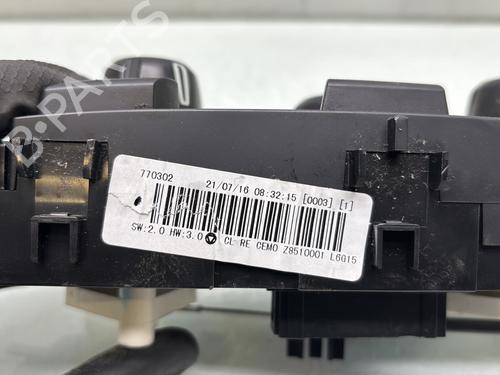 B-PARTS
770302 21/07/16 08:32:15 [0003] [1]
SW:2.0 HW:3.0 CL RE CEMO Z8510001 L6G15